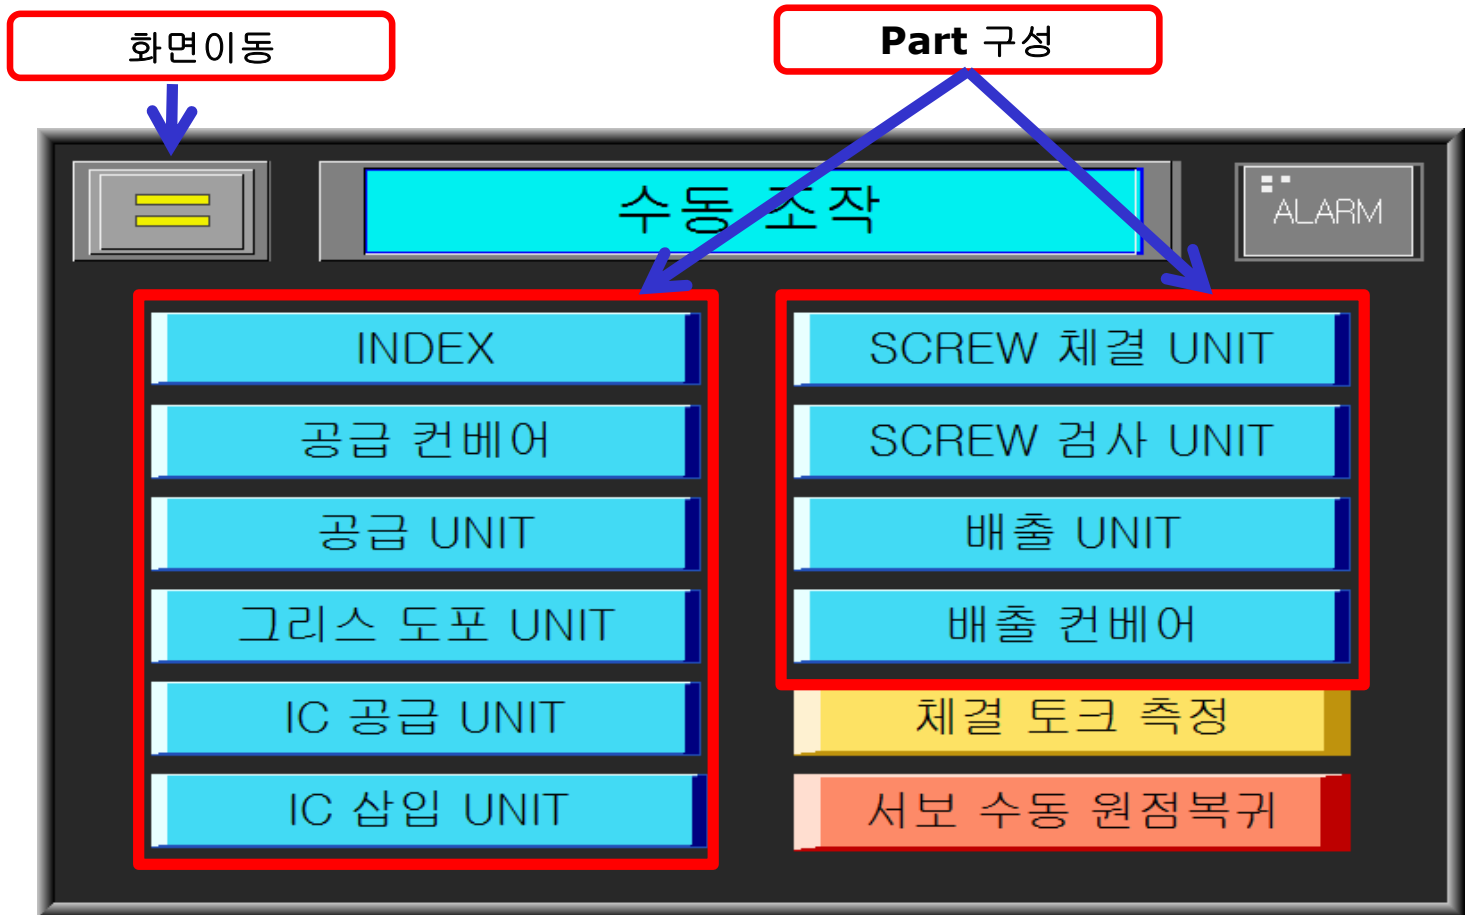 화면이동
Part 구성
수동 조작
ALARM
INDEX
공급 컨베어
공급 UNIT
그리스 도포 UNIT
IC 공급 UNIT
IC 삽입 UNIT
SCREW 체결 UNIT
SCREW 검사 UNIT
배출 UNIT
배출 컨베어
체결 토크 측정
서보 수동 원점복귀